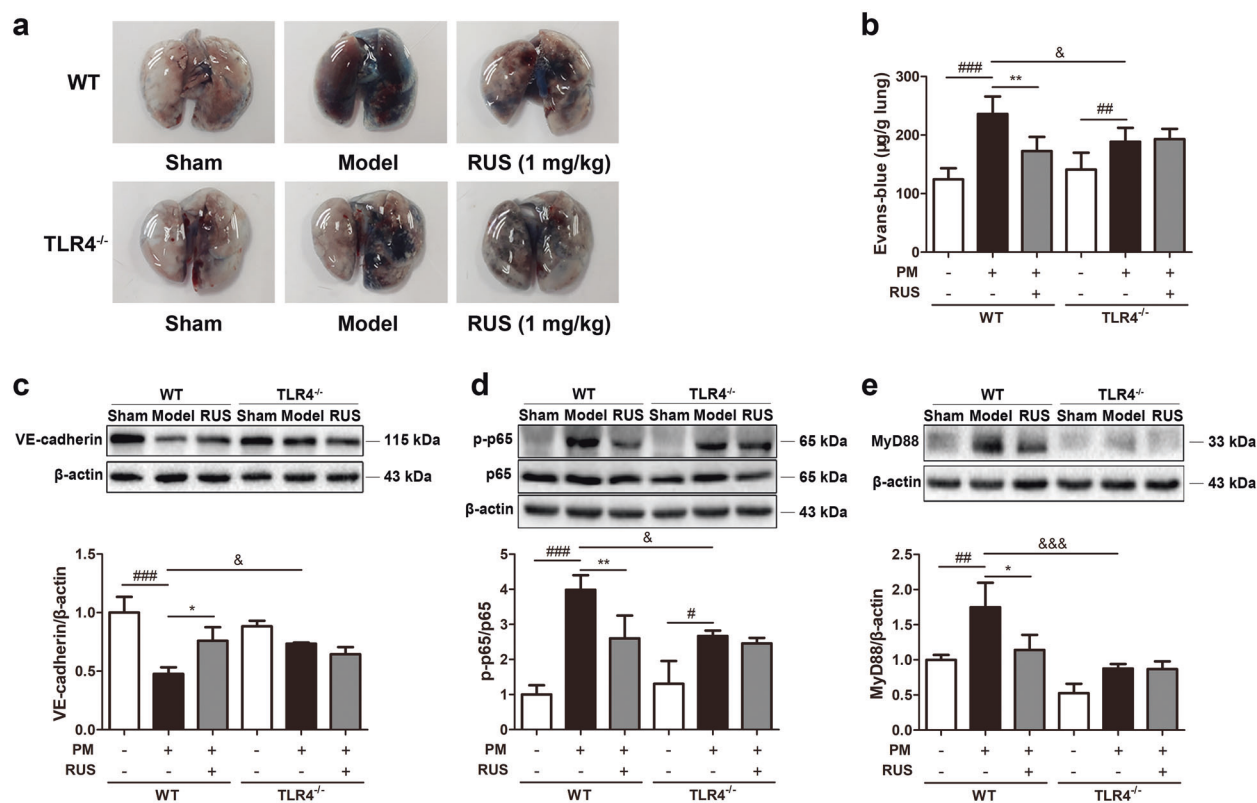 a
WT
Sham Model RUS (1 mg/kg)
TLR4-/-
Sham Model RUS (1 mg/kg)
b
Evans-blue (µg/g lung)
300
200
100
0
###
**
&
##
PM - + + - + +
RUS - - + - - +
WT TLR4-/-
c
WT TLR4-/-
Sham Model RUS Sham Model RUS
VE-cadherin 115 kDa
β-actin 43 kDa
VE-cadherin/β-actin
1.5
1.0
0.5
0.0
###
*
&
PM - + + - + +
RUS - - + - - +
WT TLR4-/-
d
WT TLR4-/-
Sham Model RUS Sham Model RUS
p-p65 65 kDa
p65 65 kDa
β-actin 43 kDa
p-p65/p65
5
4
3
2
1
0
###
**
&
#
PM - + + - + +
RUS - - + - - +
WT TLR4-/-
e
WT TLR4-/-
Sham Model RUS Sham Model RUS
MyD88 33 kDa
β-actin 43 kDa
MyD88/β-actin
2.5
2.0
1.5
1.0
0.5
0.0
##
*
&&&
PM - + + - + +
RUS - - + - - +
WT TLR4-/-